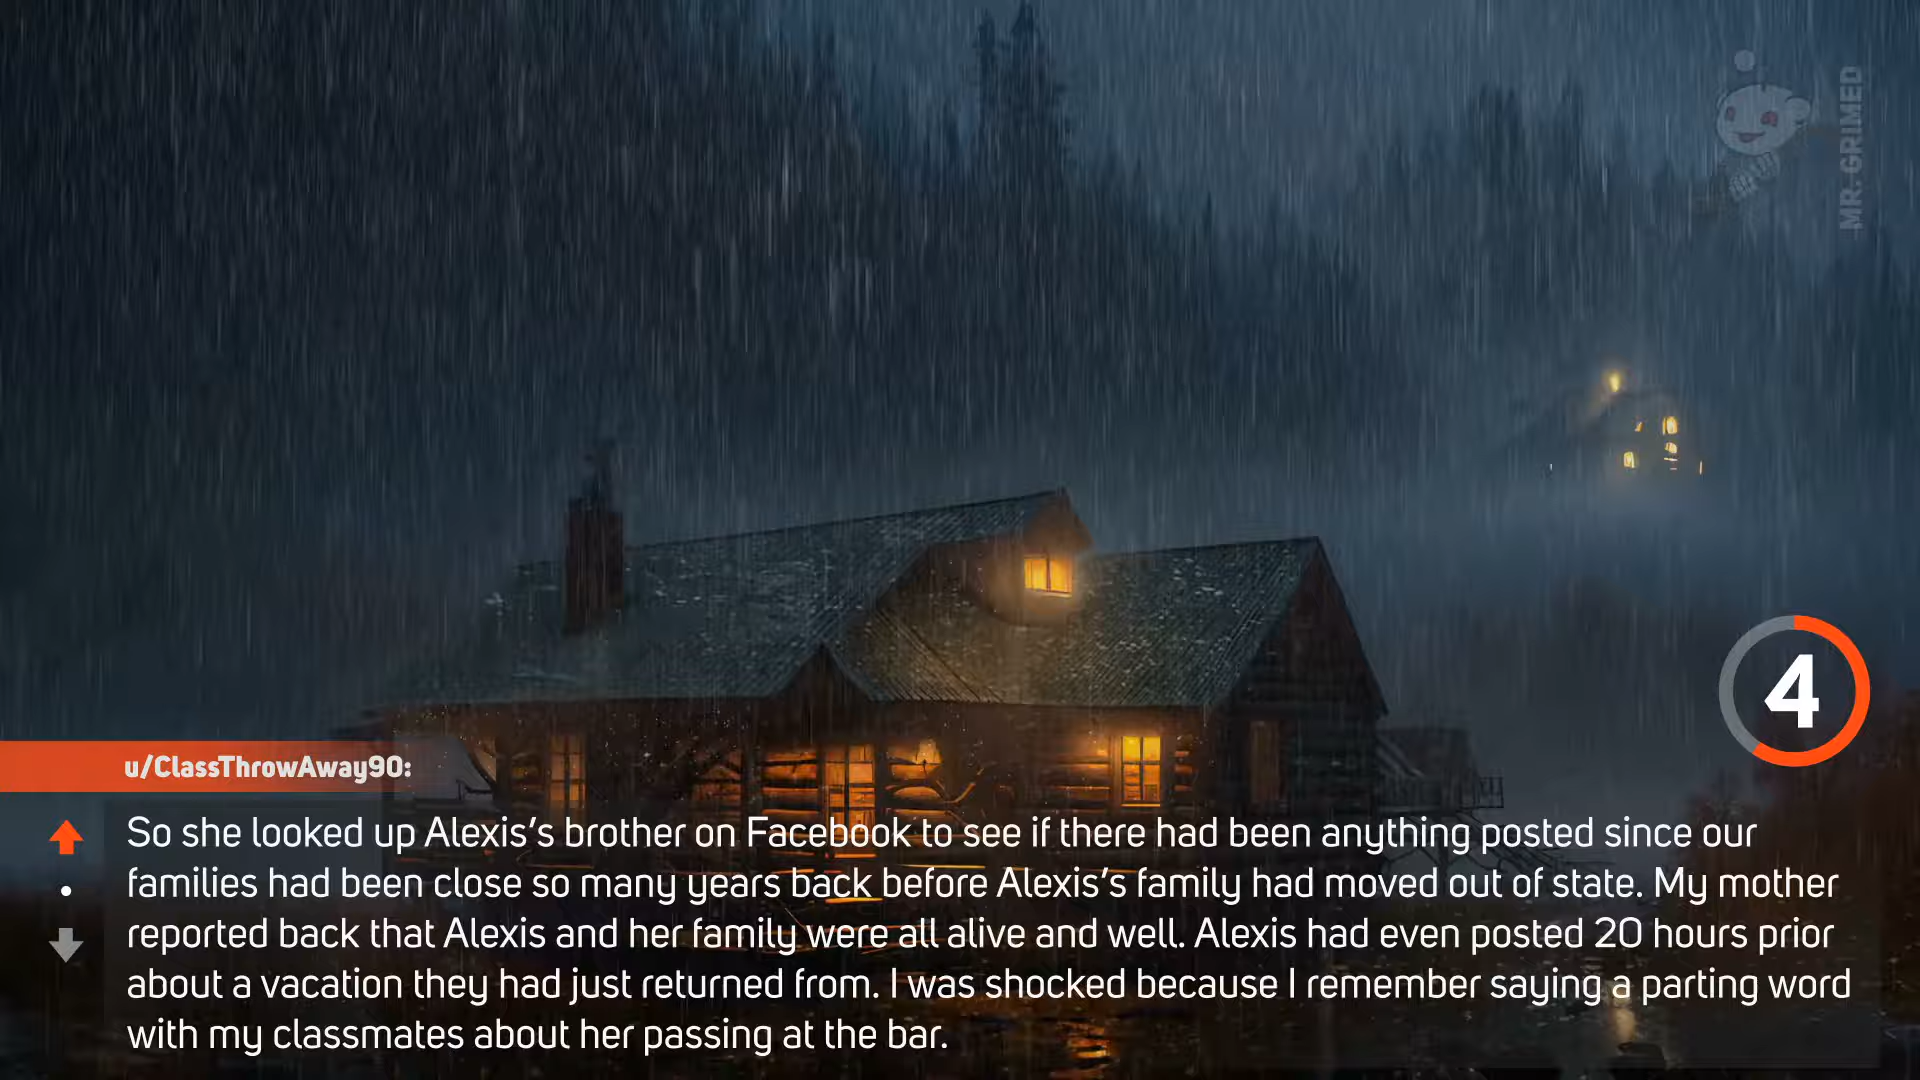 MR. GRIMED
4
u/ClassThrowAway90:
So she looked up Alexis's brother on Facebook to see if there had been anything posted since our
families had been close so many years back before Alexis's family had moved out of state. My mother
reported back that Alexis and her family were all alive and well. Alexis had even posted 20 hours prior
about a vacation they had just returned from. I was shocked because I remember saying a parting word
with my classmates about her passing at the bar.